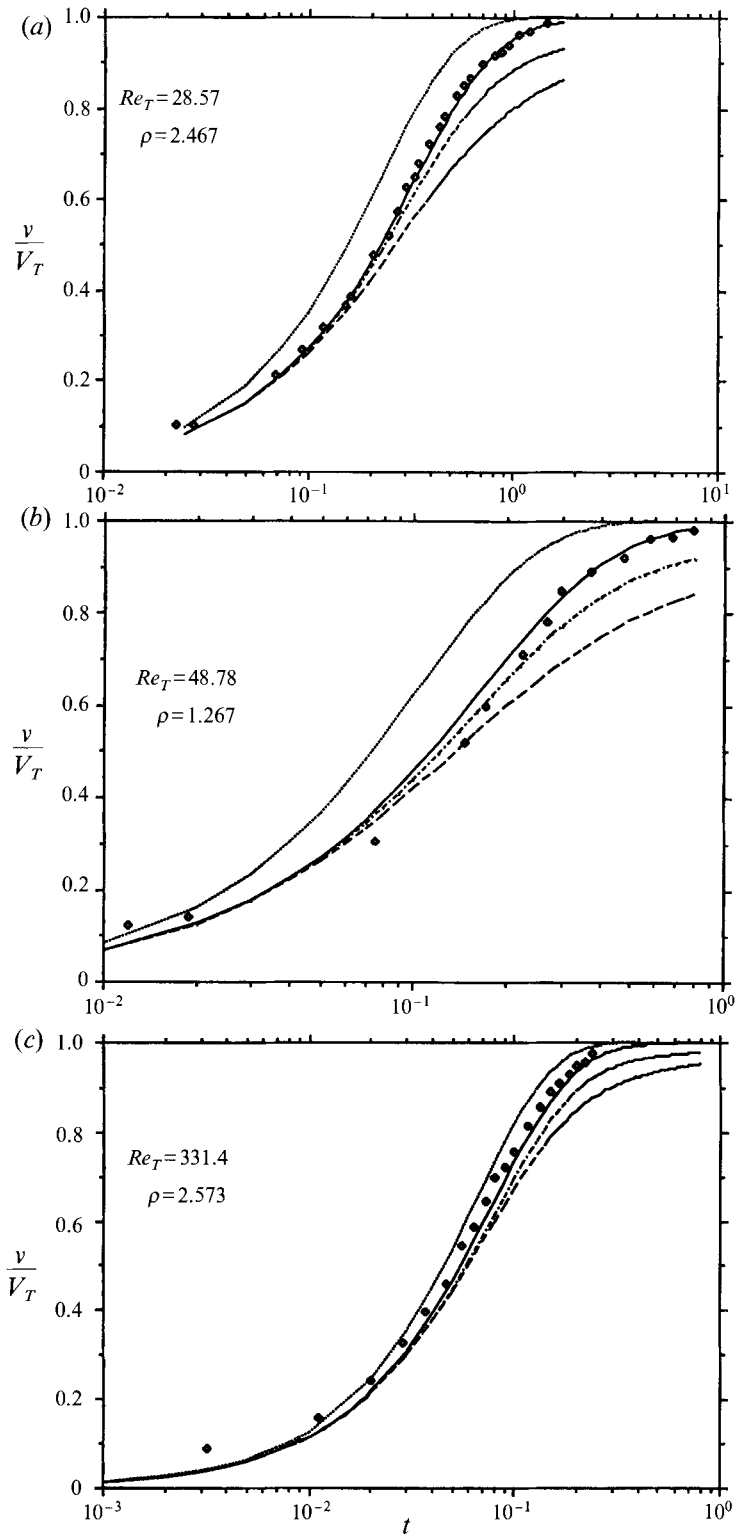 (a)
1.0
0.8
0.6
0.4
0.2
0
Re_T = 28.57
ρ = 2.467
v/V_T
10^-2 10^-1 10^0 10^1
(b)
1.0
0.8
0.6
0.4
0.2
0
Re_T = 48.78
ρ = 1.267
v/V_T
10^-2 10^-1 10^0
(c)
1.0
0.8
0.6
0.4
0.2
0
Re_T = 331.4
ρ = 2.573
v/V_T
10^-3 10^-2 10^-1 10^0
t